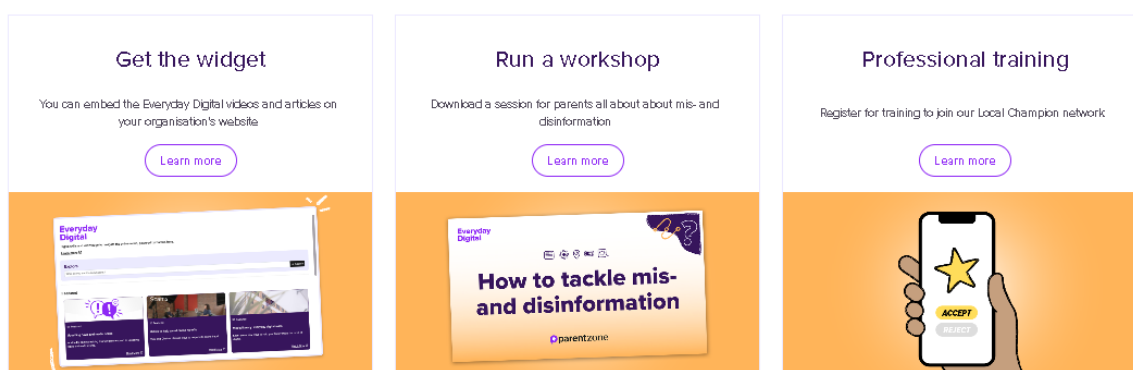 Get the widget
You can embed the Everyday Digital videos and articles on
your organisation's website
Learn more
Everyday
Digital
Explore
Run a workshop
Download a session for parents all about about mis- and
disinformation
Learn more
Everyday
Digital
How to tackle mis-
and disinformation
parentzone
Professional training
Register for training to join our Local Champion network
Learn more
ACCEPT
REJECT